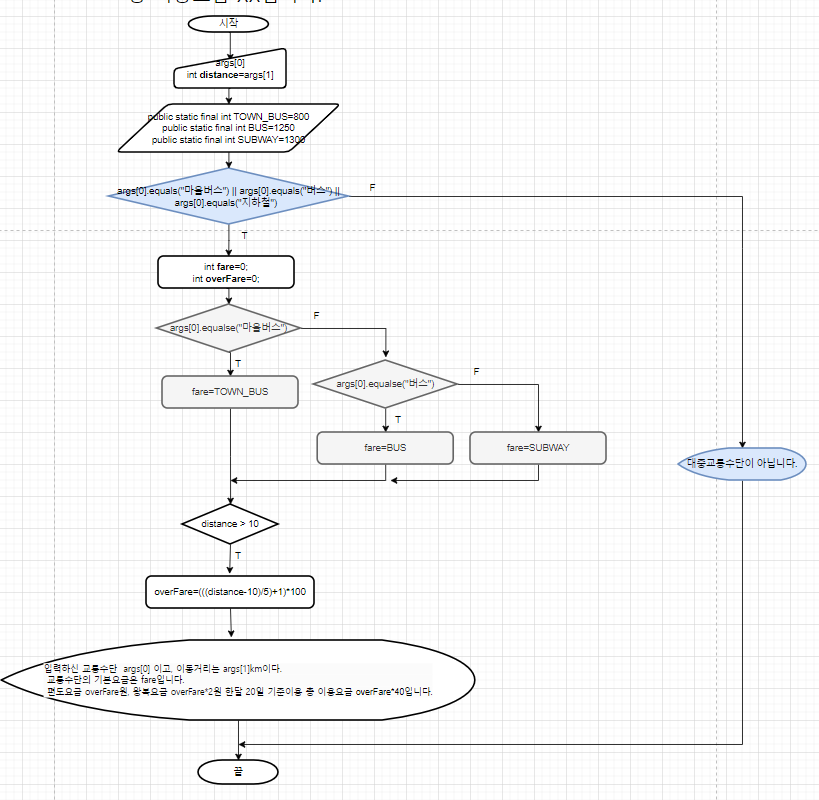 시작
args[0]
int distance=args[1]
public static final int TOWN_BUS=800
public static final int BUS=1250
public static final int SUBWAY=1300
args[0].equals("마을버스") || args[0].equals("버스") ||
args[0].equals("지하철")
F
T
int fare=0;
int overFare=0;
args[0].equalse("마을버스")
F
T
fare=TOWN_BUS
args[0].equalse("버스")
F
T
fare=BUS
fare=SUBWAY
대중교통수단이 아닙니다.
distance > 10
T
overFare=(((distance-10)/5)+1)*100
입력하신 교통수단 args[0] 이고, 이동거리는 args[1]km이다.
교통수단의 기본요금은 fare입니다.
편도요금 overFare원, 왕복요금 overFare*2원 한달 20일 기준이용 총 이용요금 overFare*40입니다.
끝